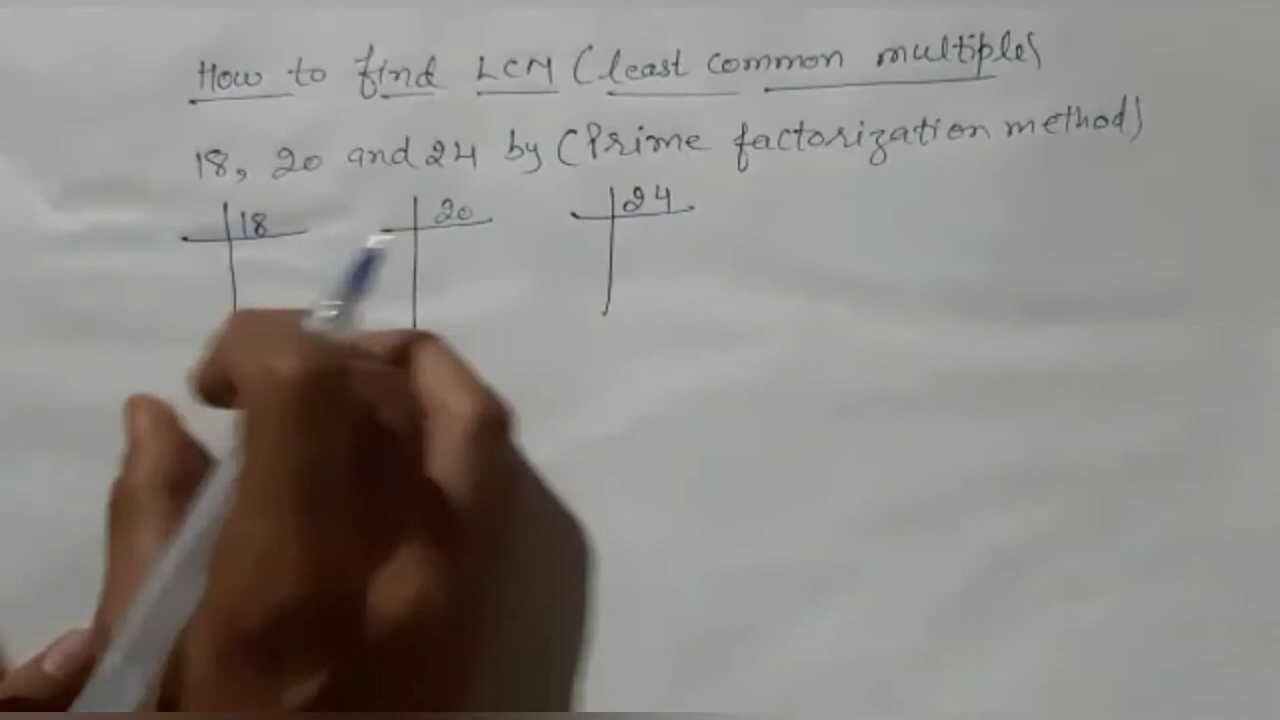 How to find LCM (least common multiples
18, 20 and 24 by (Prime factorization method)
18 20 24